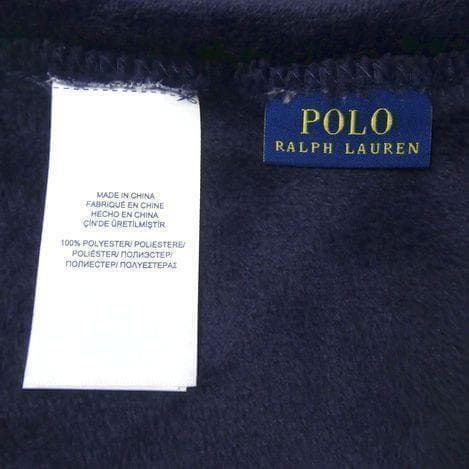 MADE IN CHINA
FABRIQUÉ EN CHINE
HECHO EN CHINA
ÇİN'DE ÜRETİLMİŞTİR
100% POLYESTER/ POLIESTERE/
POLIÉSTER/ ПОЛИЭСТЕР/
ПОЛИЕСТЕР/ ΠΟΛΥΕΣΤΕΡΑΣ
POLO
RALPH LAUREN